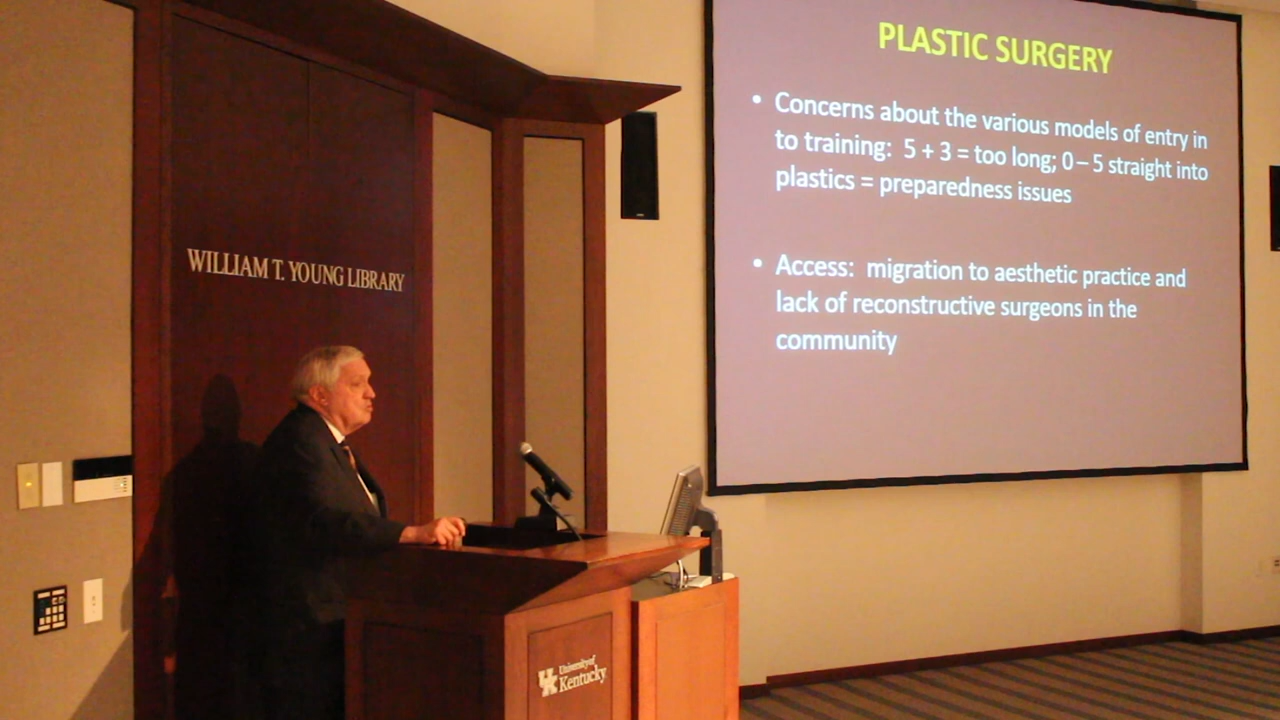 PLASTIC SURGERY
• Concerns about the various models of entry in
to training: 5 + 3 = too long; 0 – 5 straight into
plastics = preparedness issues
• Access: migration to aesthetic practice and
lack of reconstructive surgeons in the
community
WILLIAM T. YOUNG LIBRARY
UK
University of
Kentucky